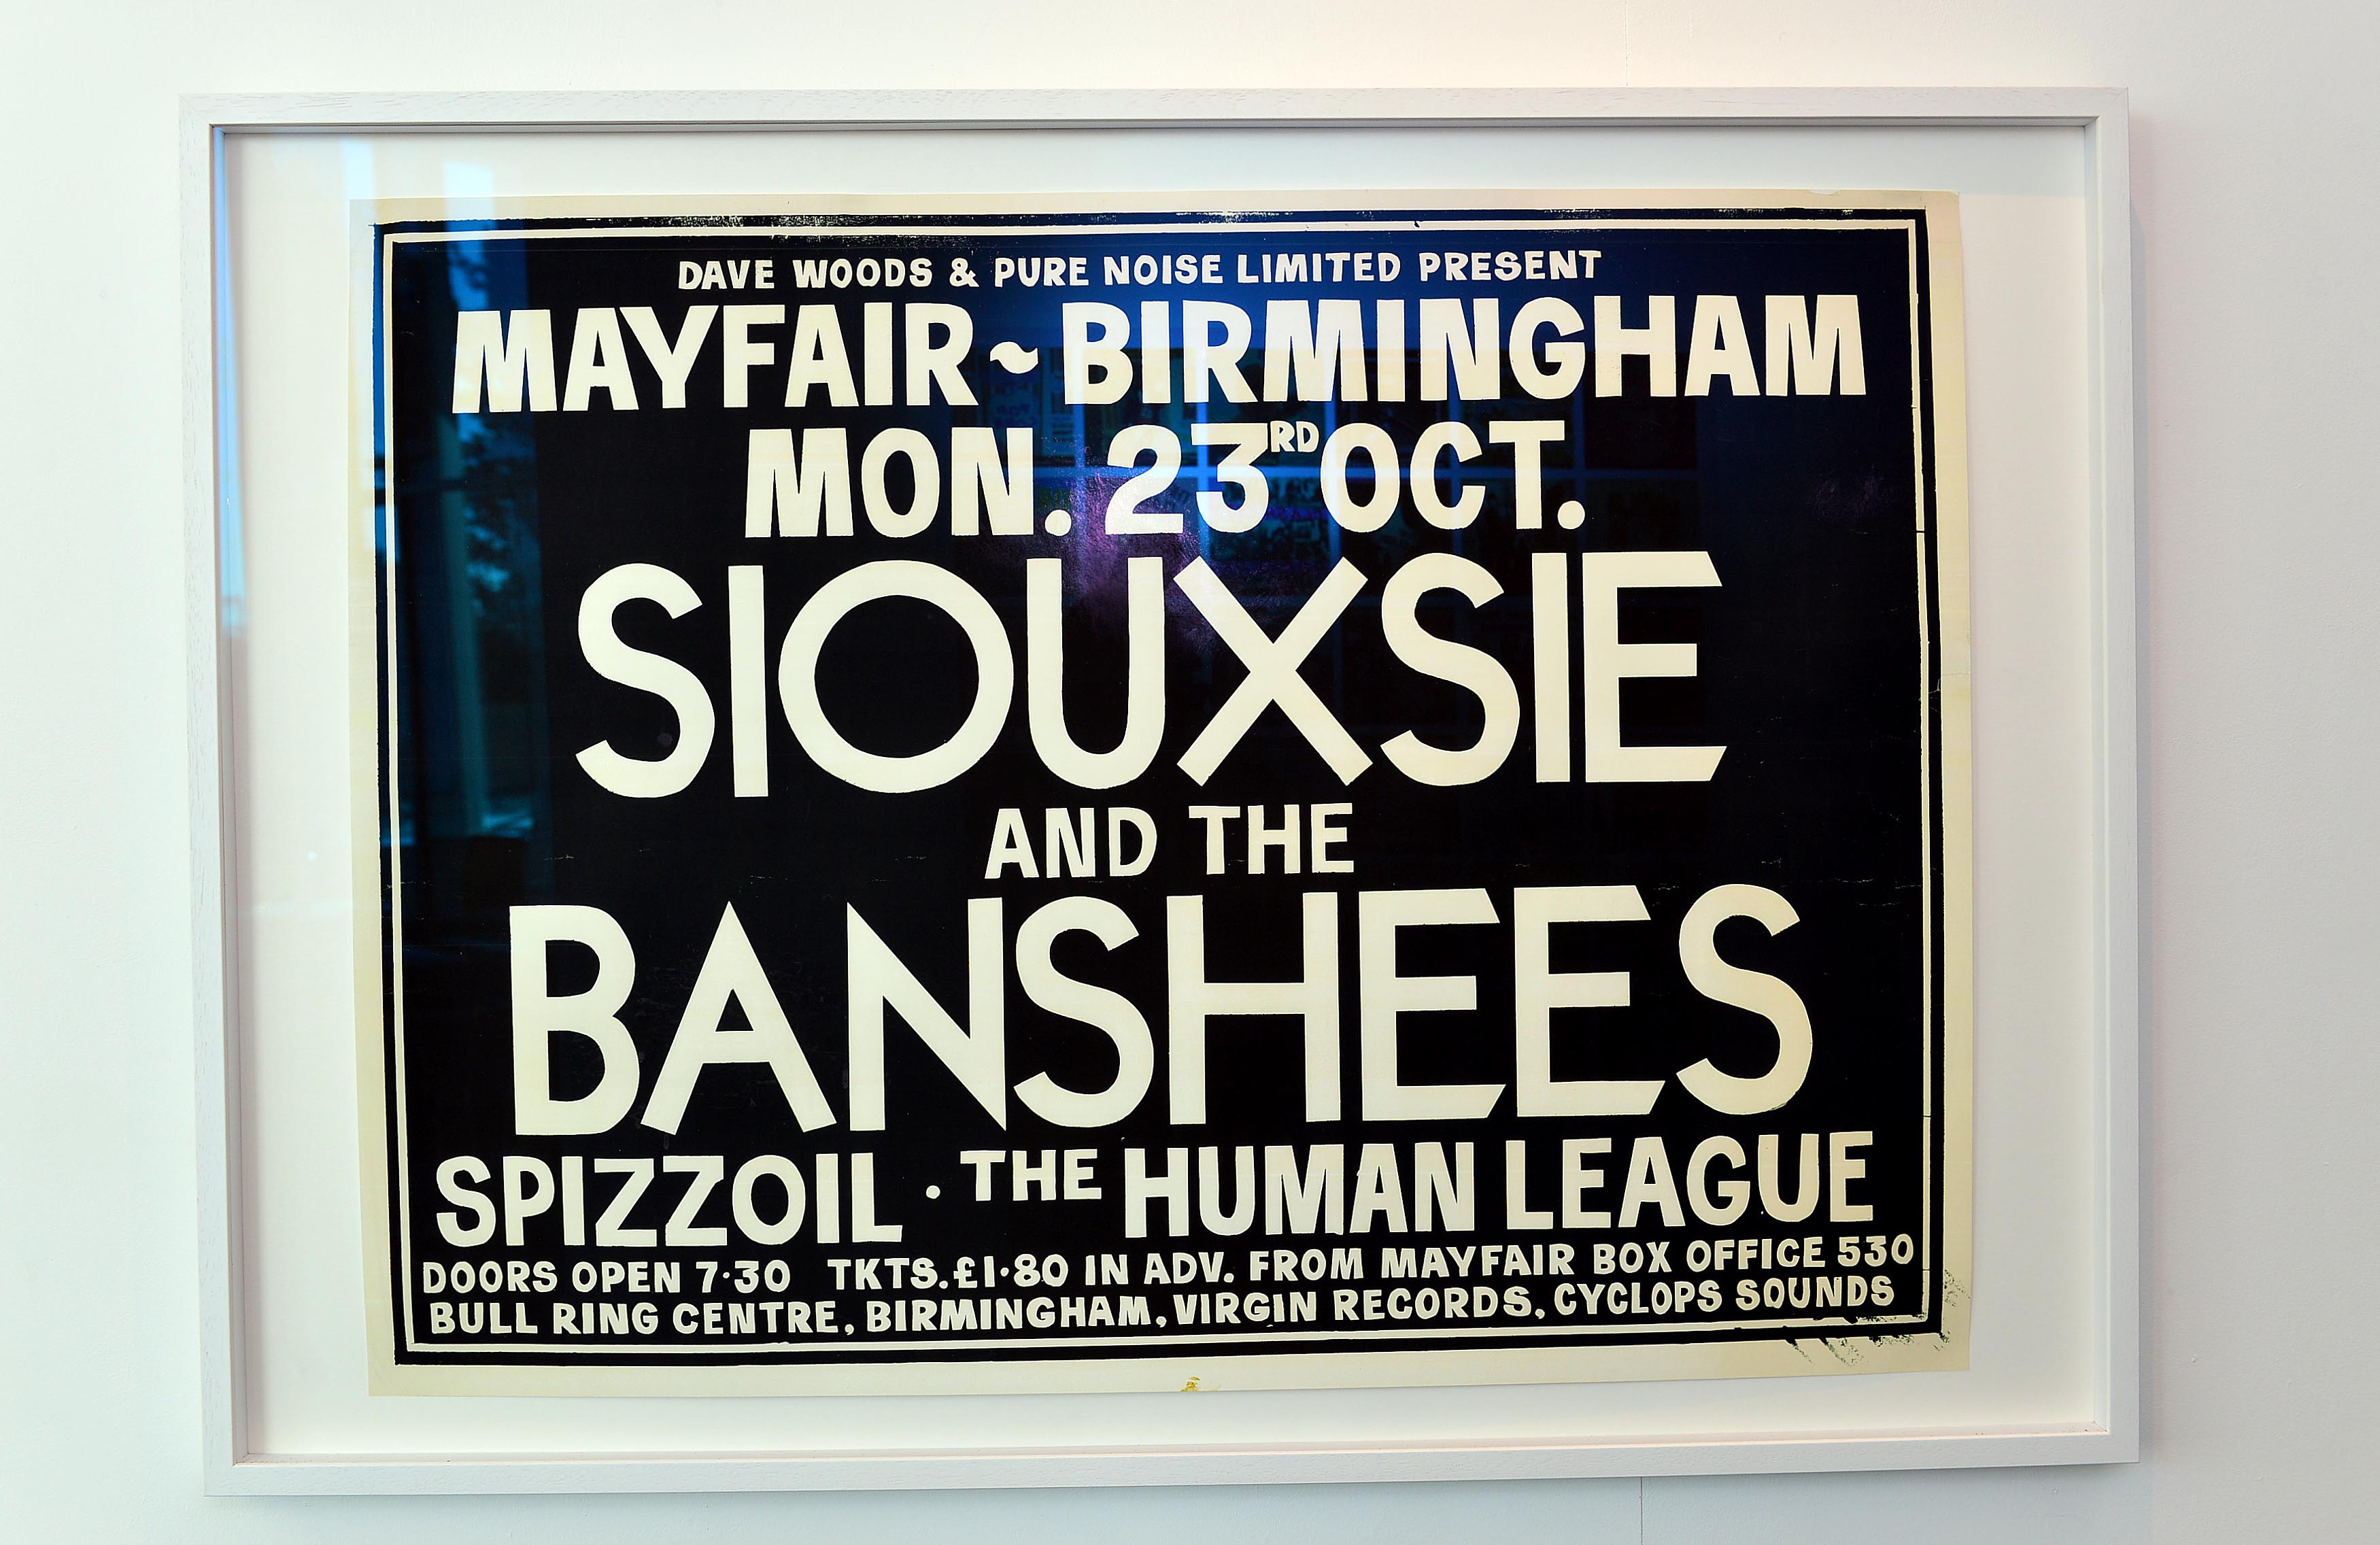 DAVE WOODS & PURE NOISE LIMITED PRESENT
MAYFAIR ~ BIRMINGHAM
MON. 23RD OCT.
SIOUXSIE
AND THE
BANSHEES
SPIZZOIL . THE HUMAN LEAGUE
DOORS OPEN 7·30 TKTS. £1·80 IN ADV. FROM MAYFAIR BOX OFFICE 530
BULL RING CENTRE, BIRMINGHAM, VIRGIN RECORDS, CYCLOPS SOUNDS